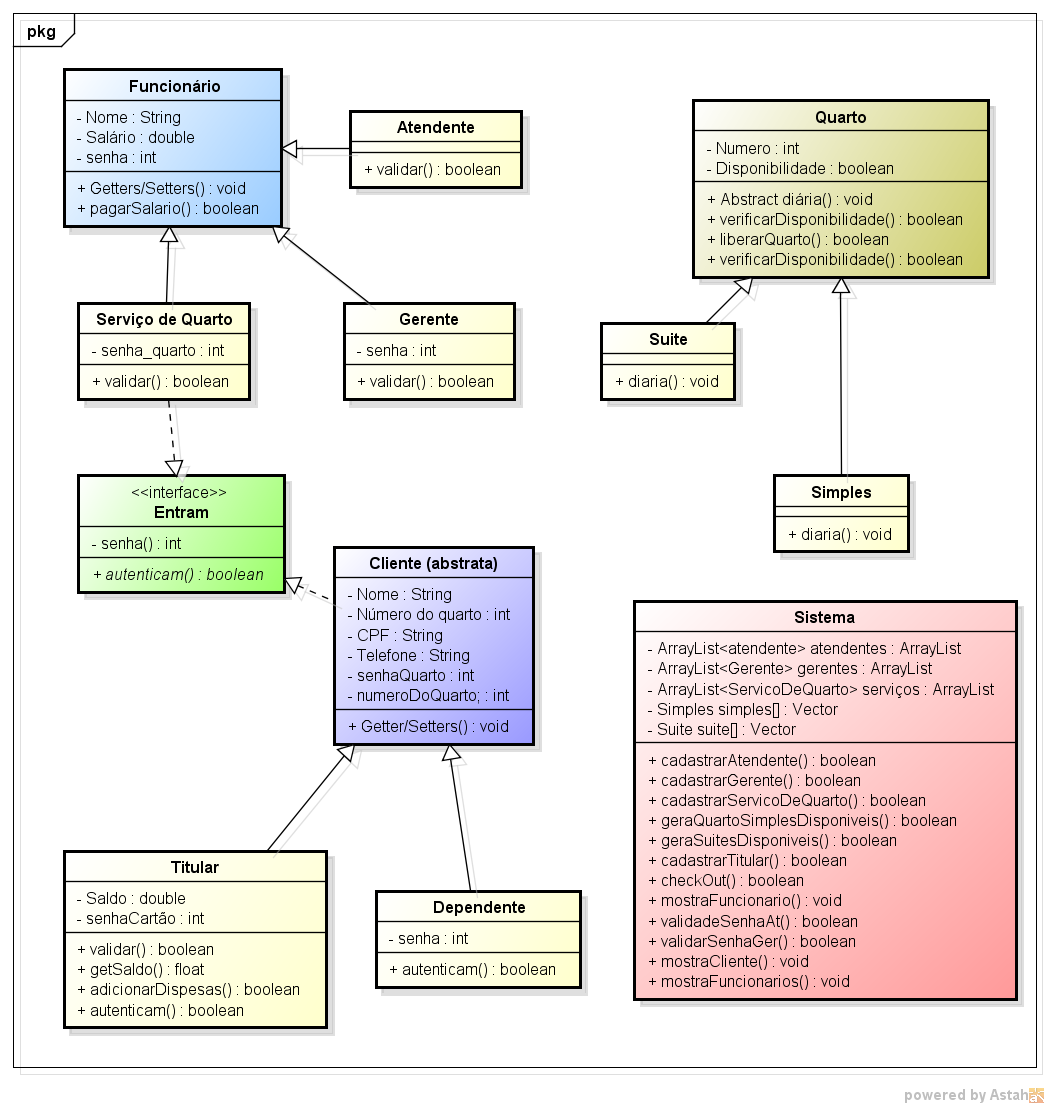 pkg
Funcionário
- Nome : String
- Salário : double
- senha : int
+ Getters/Setters() : void
+ pagarSalario() : boolean
Atendente
+ validar() : boolean
Quarto
- Numero : int
- Disponibilidade : boolean
+ Abstract diária() : void
+ verificarDisponibilidade() : boolean
+ liberarQuarto() : boolean
+ verificarDisponibilidade() : boolean
Serviço de Quarto
- senha_quarto : int
+ validar() : boolean
Gerente
- senha : int
+ validar() : boolean
Suite
+ diaria() : void
<<interface>>
Entram
- senha() : int
+ autenticam() : boolean
Simples
+ diaria() : void
Cliente (abstrata)
- Nome : String
- Número do quarto : int
- CPF : String
- Telefone : String
- senhaQuarto : int
- numeroDoQuarto; : int
+ Getter/Setters() : void
Sistema
- ArrayList<atendente> atendentes : ArrayList
- ArrayList<Gerente> gerentes : ArrayList
- ArrayList<ServicoDeQuarto> serviços : ArrayList
- Simples simples[] : Vector
- Suite suite[] : Vector
+ cadastrarAtendente() : boolean
+ cadastrarGerente() : boolean
+ cadastrarServicoDeQuarto() : boolean
+ geraQuartoSimplesDisponiveis() : boolean
+ geraSuitesDisponiveis() : boolean
+ cadastrarTitular() : boolean
+ checkOut() : boolean
+ mostraFuncionario() : void
+ validadeSenhaAt() : boolean
+ validarSenhaGer() : boolean
+ mostraCliente() : void
+ mostraFuncionarios() : void
Titular
- Saldo : double
- senhaCartão : int
+ validar() : boolean
+ getSaldo() : float
+ adicionarDispesas() : boolean
+ autenticam() : boolean
Dependente
- senha : int
+ autenticam() : boolean
powered by Astah